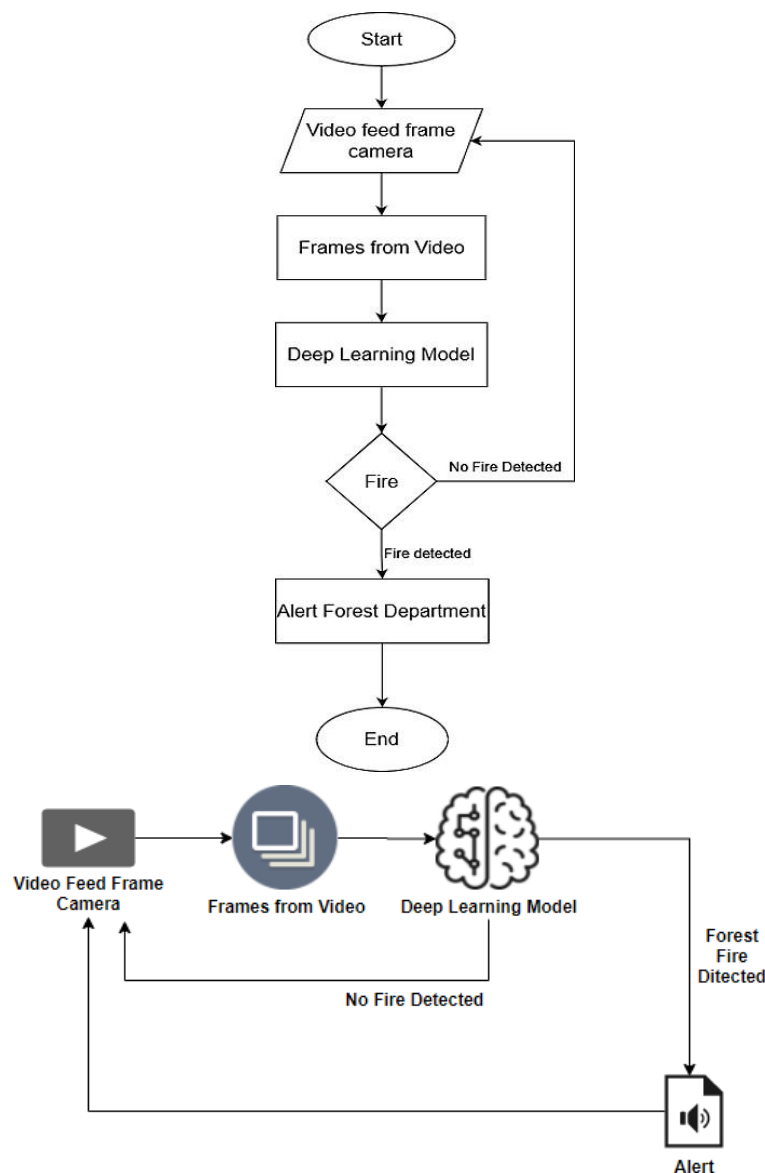 Start
Video feed frame
camera
Frames from Video
Deep Learning Model
Fire
No Fire Detected
Fire detected
Alert Forest Department
End
Video Feed Frame
Camera
Frames from Video
Deep Learning Model
No Fire Detected
Forest
Fire
Ditected
Alert